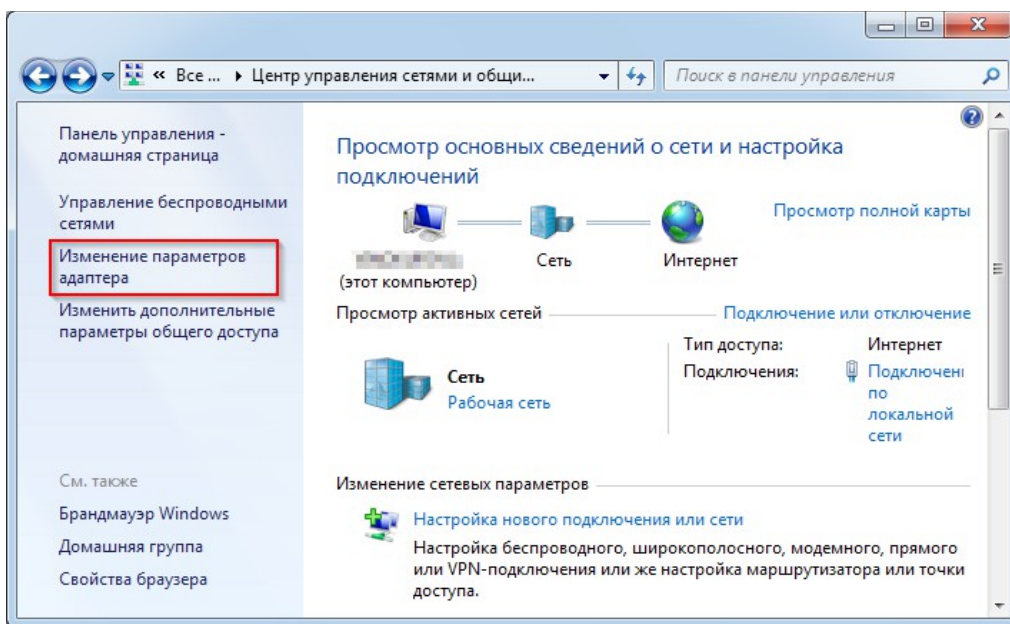 « Все ... ▸ Центр управления сетями и общи...
Поиск в панели управления
Панель управления -
домашняя страница
Управление беспроводными
сетями
Изменение параметров
адаптера
Изменить дополнительные
параметры общего доступа
См. также
Брандмауэр Windows
Домашняя группа
Свойства браузера
Просмотр основных сведений о сети и настройка
подключений
Просмотр полной карты
Сеть
Интернет
(этот компьютер)
Просмотр активных сетей
Подключение или отключение
Сеть
Рабочая сеть
Тип доступа:
Интернет
Подключения:
Подключені
по
локальной
сети
Изменение сетевых параметров
Настройка нового подключения или сети
Настройка беспроводного, широкополосного, модемного, прямого
или VPN-подключения или же настройка маршрутизатора или точки
доступа.